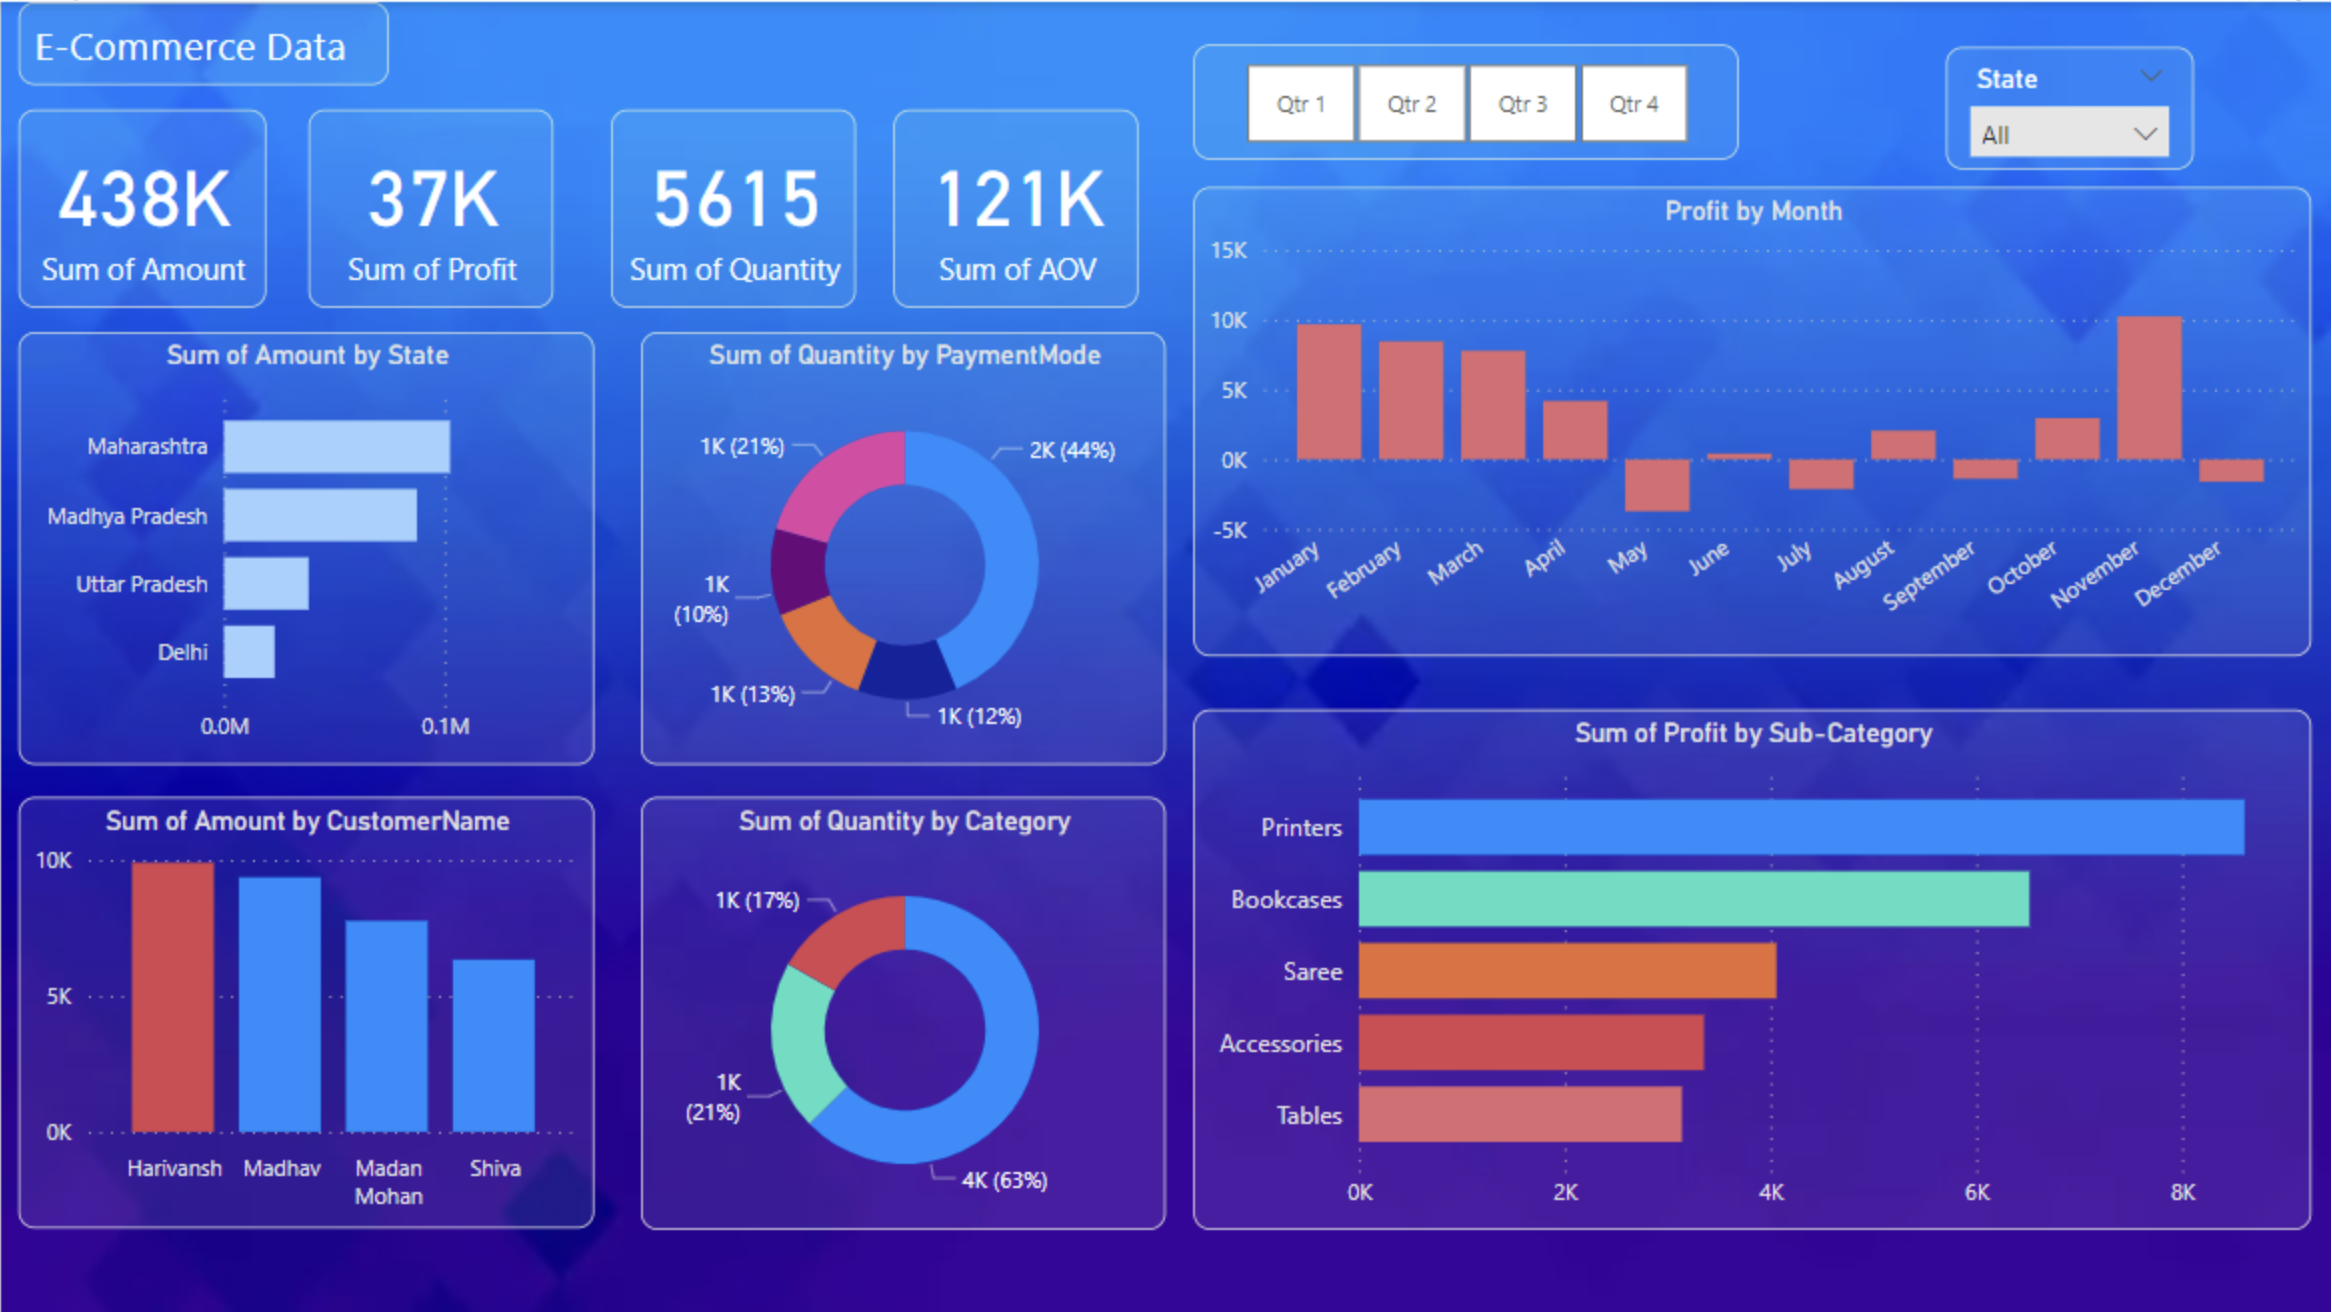 E-Commerce Data
438K
Sum of Amount
37K
Sum of Profit
5615
Sum of Quantity
121K
Sum of AOV
Qtr 1
Qtr 2
Qtr 3
Qtr 4
State
All
Sum of Amount by State
Maharashtra
Madhya Pradesh
Uttar Pradesh
Delhi
0.0M
0.1M
Sum of Quantity by PaymentMode
1K (21%)
2K (44%)
1K
(10%)
1K (13%)
1K (12%)
Profit by Month
15K
10K
5K
0K
-5K
January
February
March
April
May
June
July
August
September
October
November
December
Sum of Amount by CustomerName
10K
5K
0K
Harivansh
Madhav
Madan
Mohan
Shiva
Sum of Quantity by Category
1K (17%)
1K
(21%)
4K (63%)
Sum of Profit by Sub-Category
Printers
Bookcases
Saree
Accessories
Tables
0K
2K
4K
6K
8K